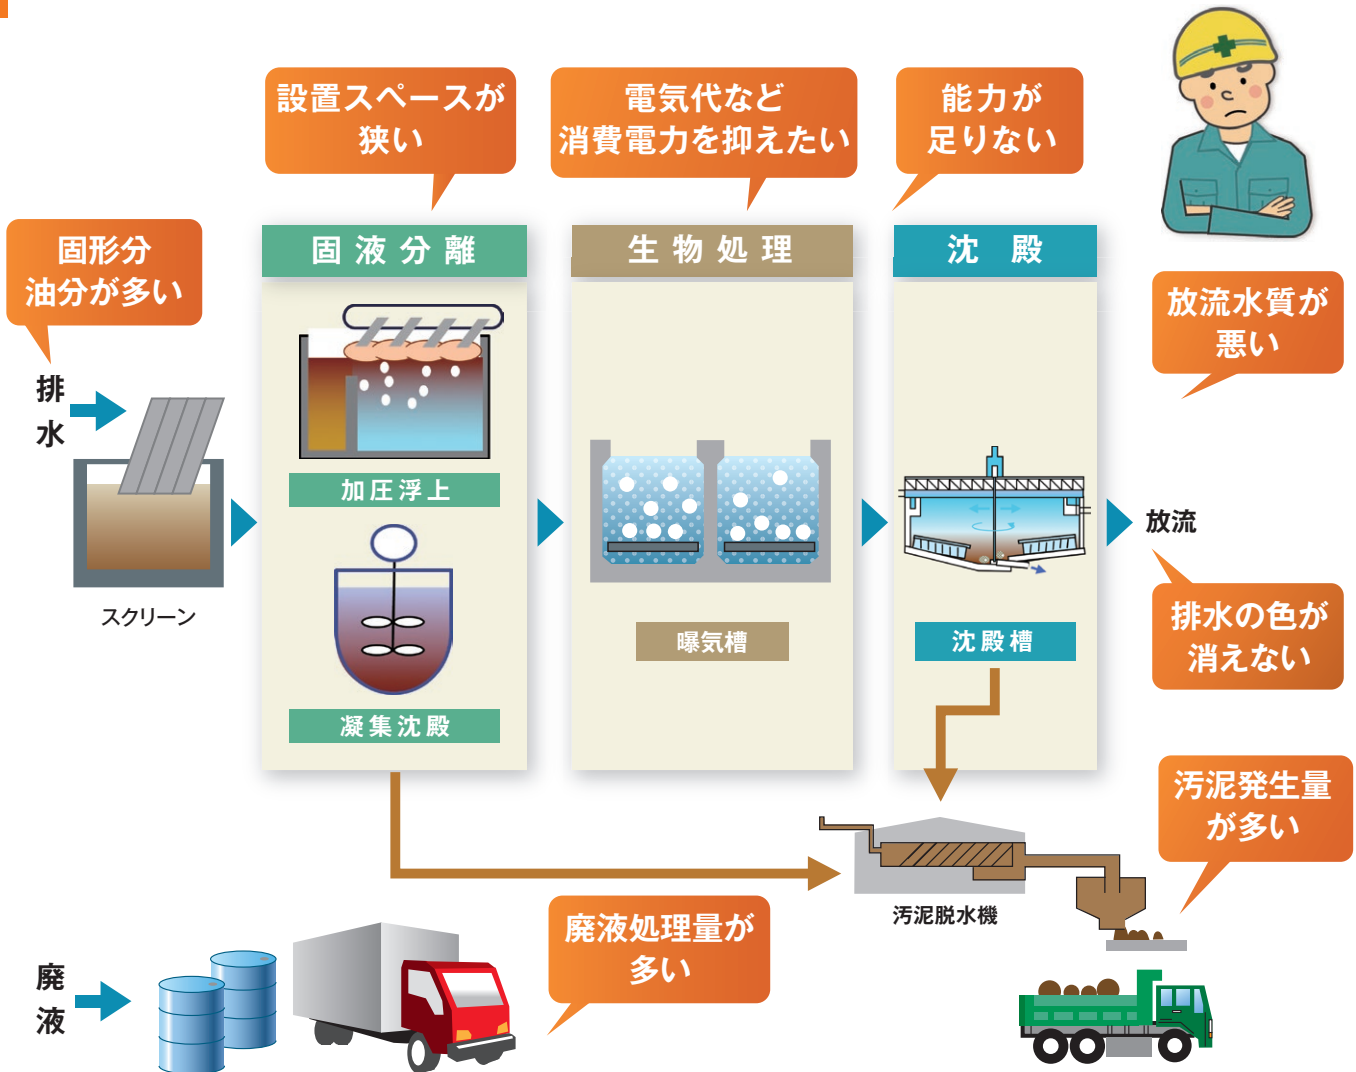 設置スペースが
狭い
電気代など
消費電力を抑えたい
能力が
足りない
固形分
油分が多い
固液分離
生物処理
沈殿
放流水質が
悪い
排水
加圧浮上
放流
スクリーン
曝気槽
沈殿槽
排水の色が
消えない
凝集沈殿
汚泥発生量
が多い
汚泥脱水機
廃液処理量が
多い
廃液